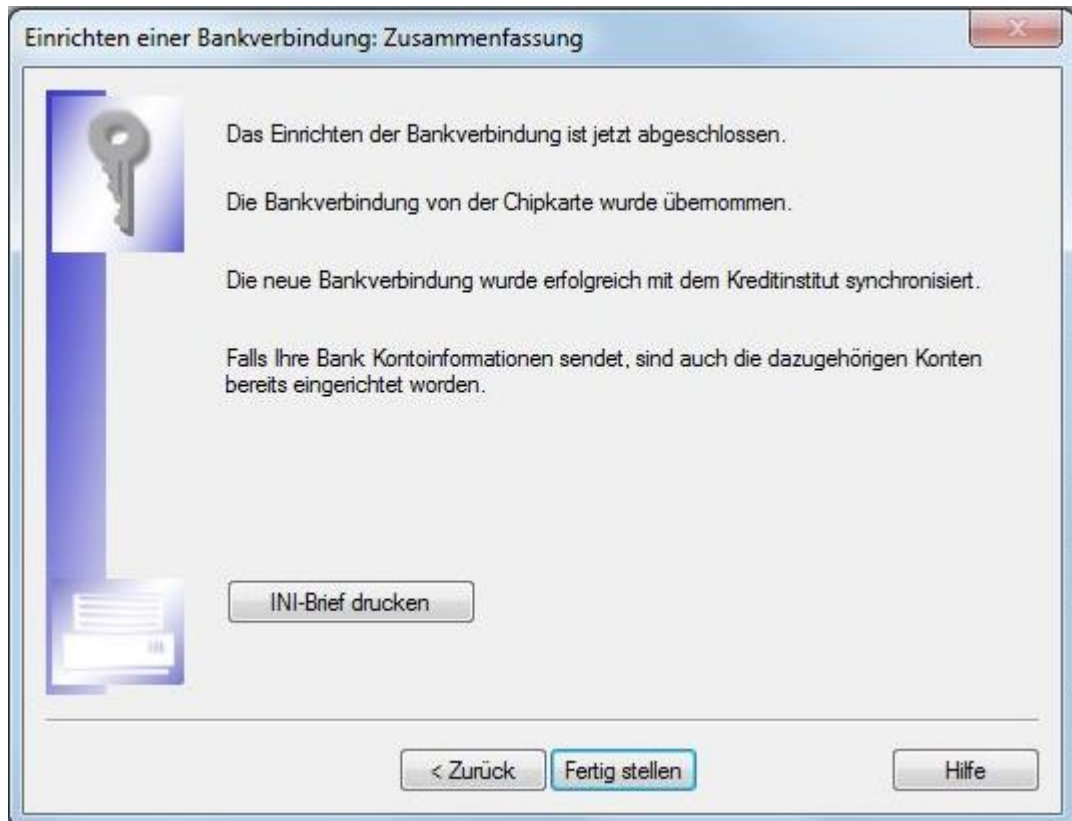 Einrichten einer Bankverbindung: Zusammenfassung
Das Einrichten der Bankverbindung ist jetzt abgeschlossen.
Die Bankverbindung von der Chipkarte wurde übernommen.
Die neue Bankverbindung wurde erfolgreich mit dem Kreditinstitut synchronisiert.
Falls Ihre Bank Kontoinformationen sendet, sind auch die dazugehörigen Konten
bereits eingerichtet worden.
INI-Brief drucken
< Zurück
Fertig stellen
Hilfe